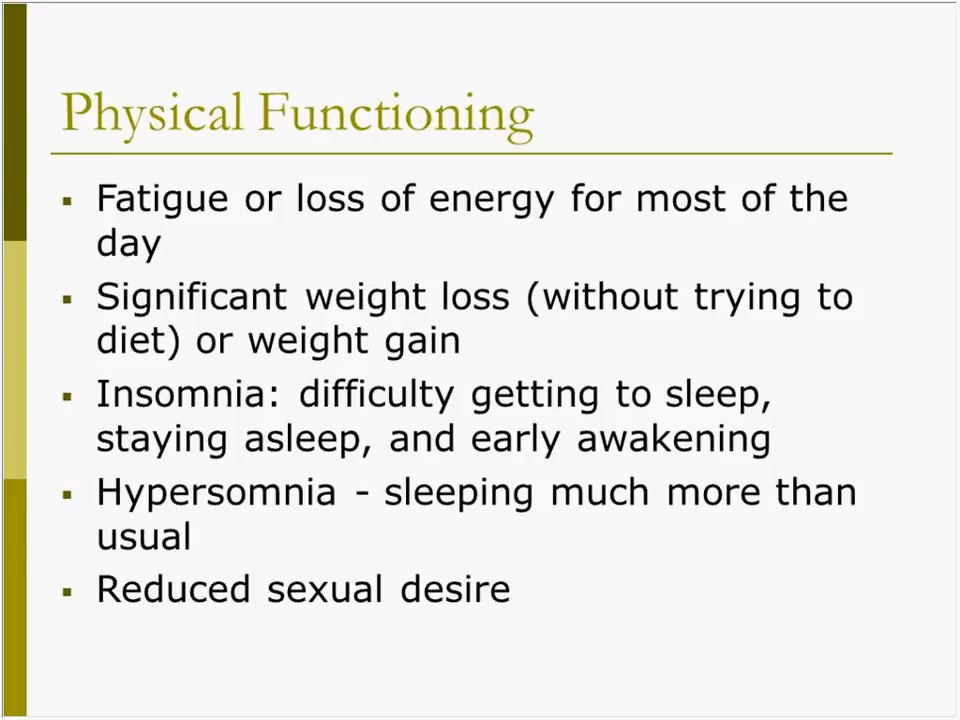 Physical Functioning
▪ Fatigue or loss of energy for most of the
day
▪ Significant weight loss (without trying to
diet) or weight gain
▪ Insomnia: difficulty getting to sleep,
staying asleep, and early awakening
▪ Hypersomnia - sleeping much more than
usual
▪ Reduced sexual desire